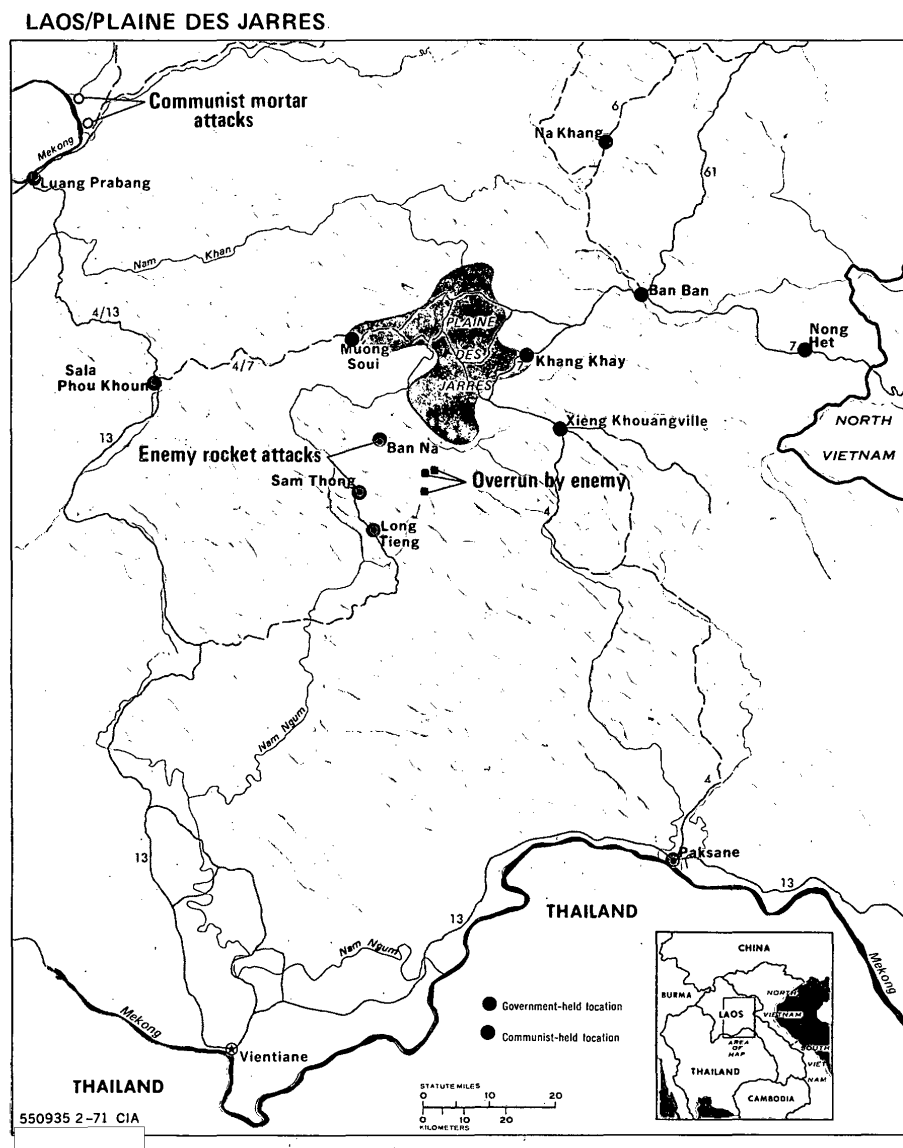 LAOS/PLAINE DES JARRES
Communist mortar
attacks
Mekong
Luang Prabang
6
Na Khang
61
Nam Khan
Ban Ban
4/13
PLAINE
DES
JARRES
Muong
Soui
Khang Khay
Nong
Het
7
7
4/7
Sala
Phou Khoun
Xieng Khouangville
NORTH
VIETNAM
13
Ban Na
Enemy rocket attacks
Sam Thong
Overrun by enemy
Long
Tieng
4
Nam Ngum
4
13
Paksane
13
THAILAND
13
Nam Ngum
Mekong
Mekong
Vientiane
THAILAND
Government-held location
Communist-held location
CHINA
BURMA
NORTH
VIETNAM
LAOS
AREA
OF
MAP
SOUTH
VIET
NAM
THAILAND
CAMBODIA
STATUTE MILES
0 10 20
0 10 20
KILOMETERS
550935 2-71 CIA